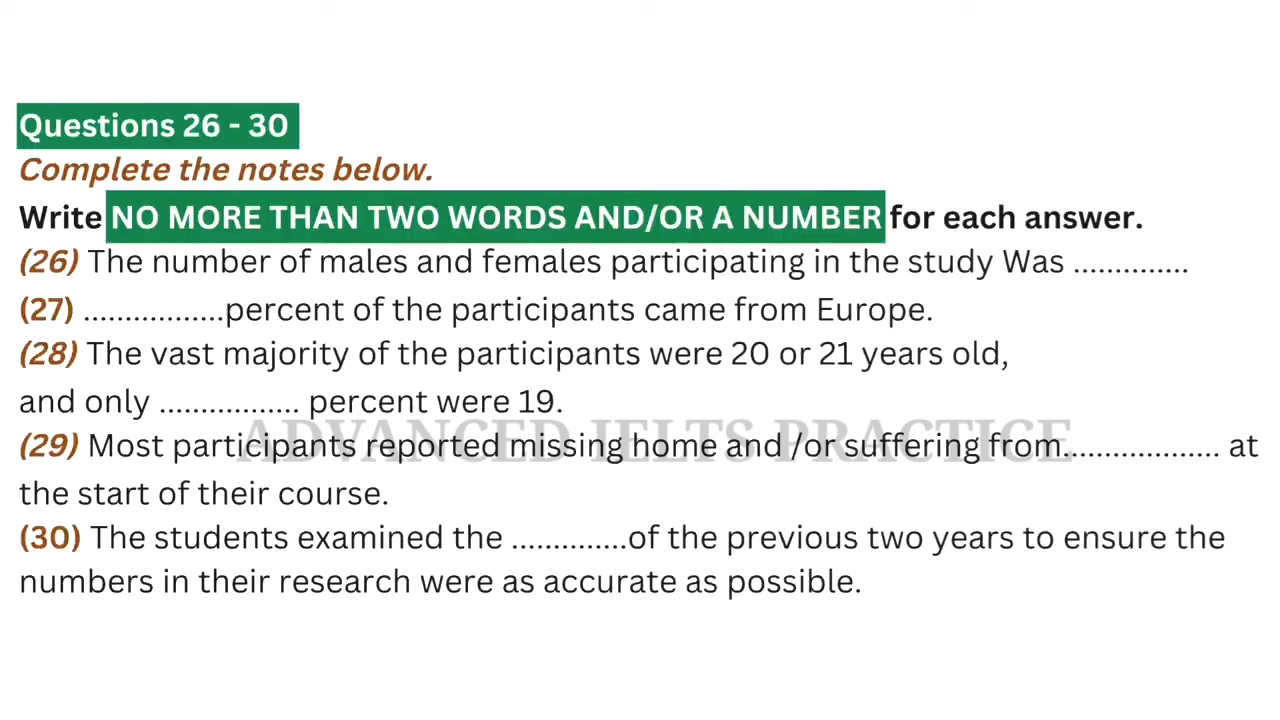 Questions 26 - 30
Complete the notes below.
Write NO MORE THAN TWO WORDS AND/OR A NUMBER for each answer.
(26) The number of males and females participating in the study Was ..............
(27) .................percent of the participants came from Europe.
(28) The vast majority of the participants were 20 or 21 years old,
and only ................. percent were 19.
ADVANCED IELTS PRACTICE
(29) Most participants reported missing home and /or suffering from................... at
the start of their course.
(30) The students examined the ..............of the previous two years to ensure the
numbers in their research were as accurate as possible.